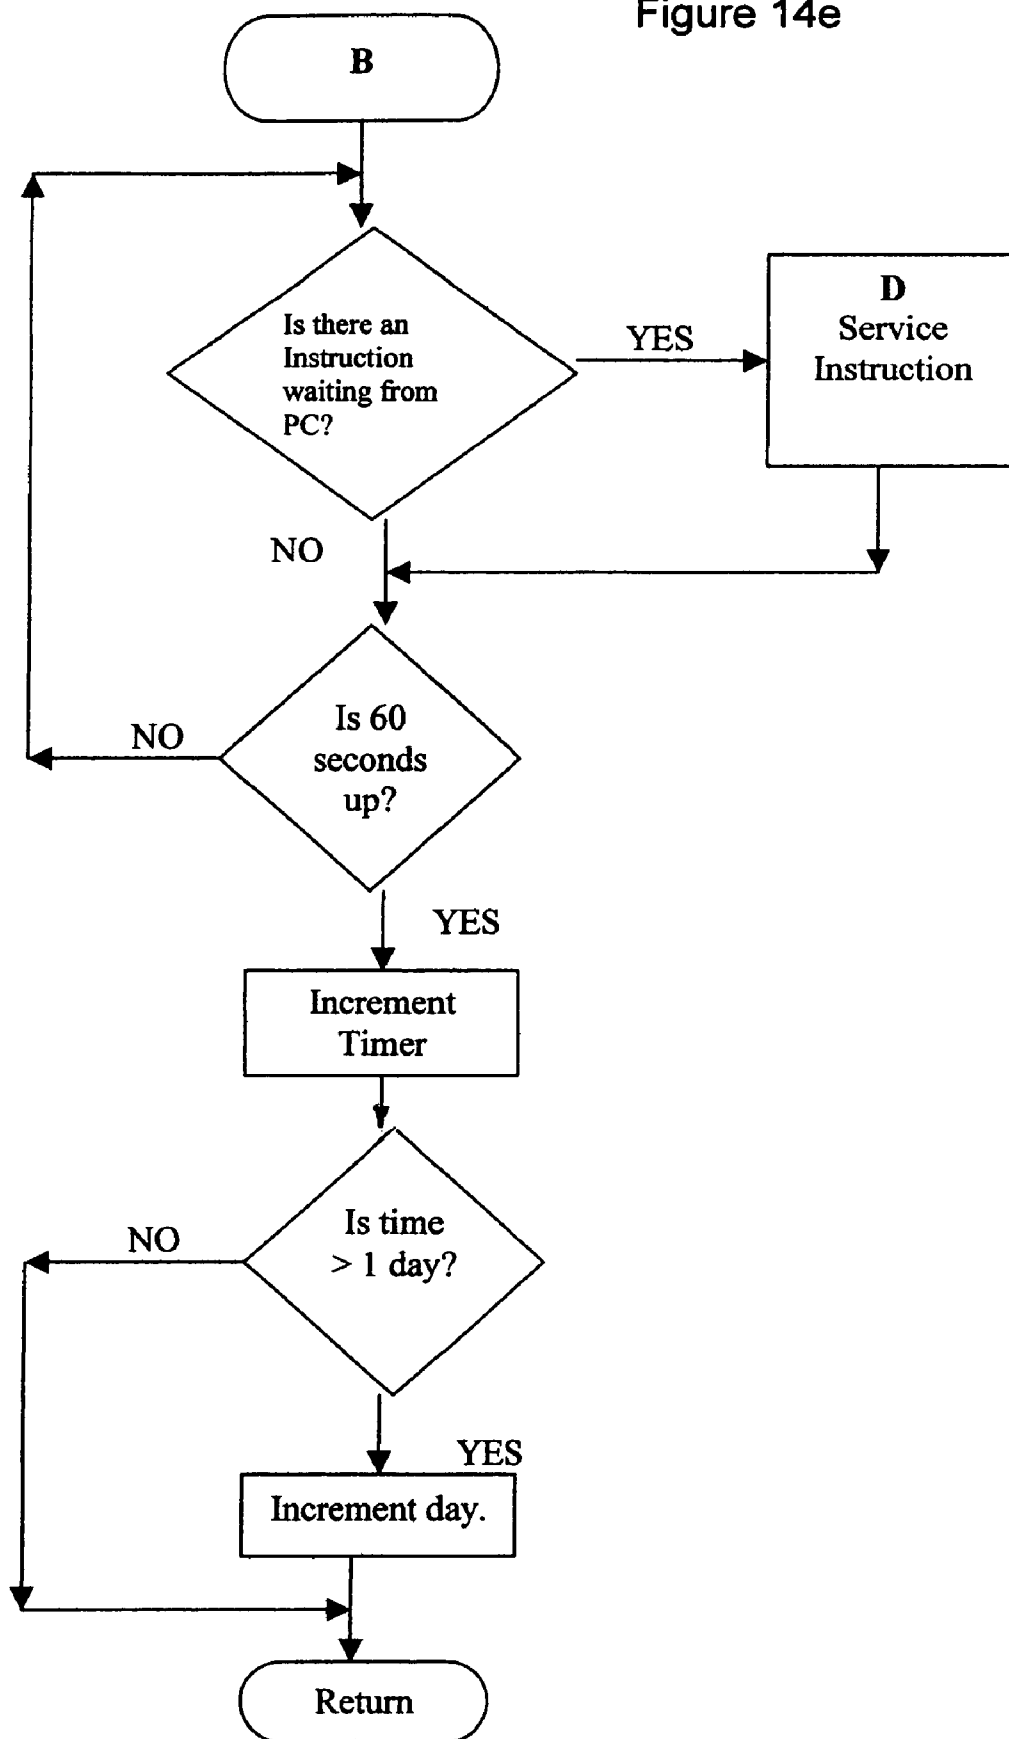 Figure 14e
B
Is there an
Instruction
waiting from
PC?
YES
D
Service
Instruction
NO
Is 60
seconds
up?
NO
YES
Increment
Timer
Is time
> 1 day?
NO
YES
Increment day.
Return